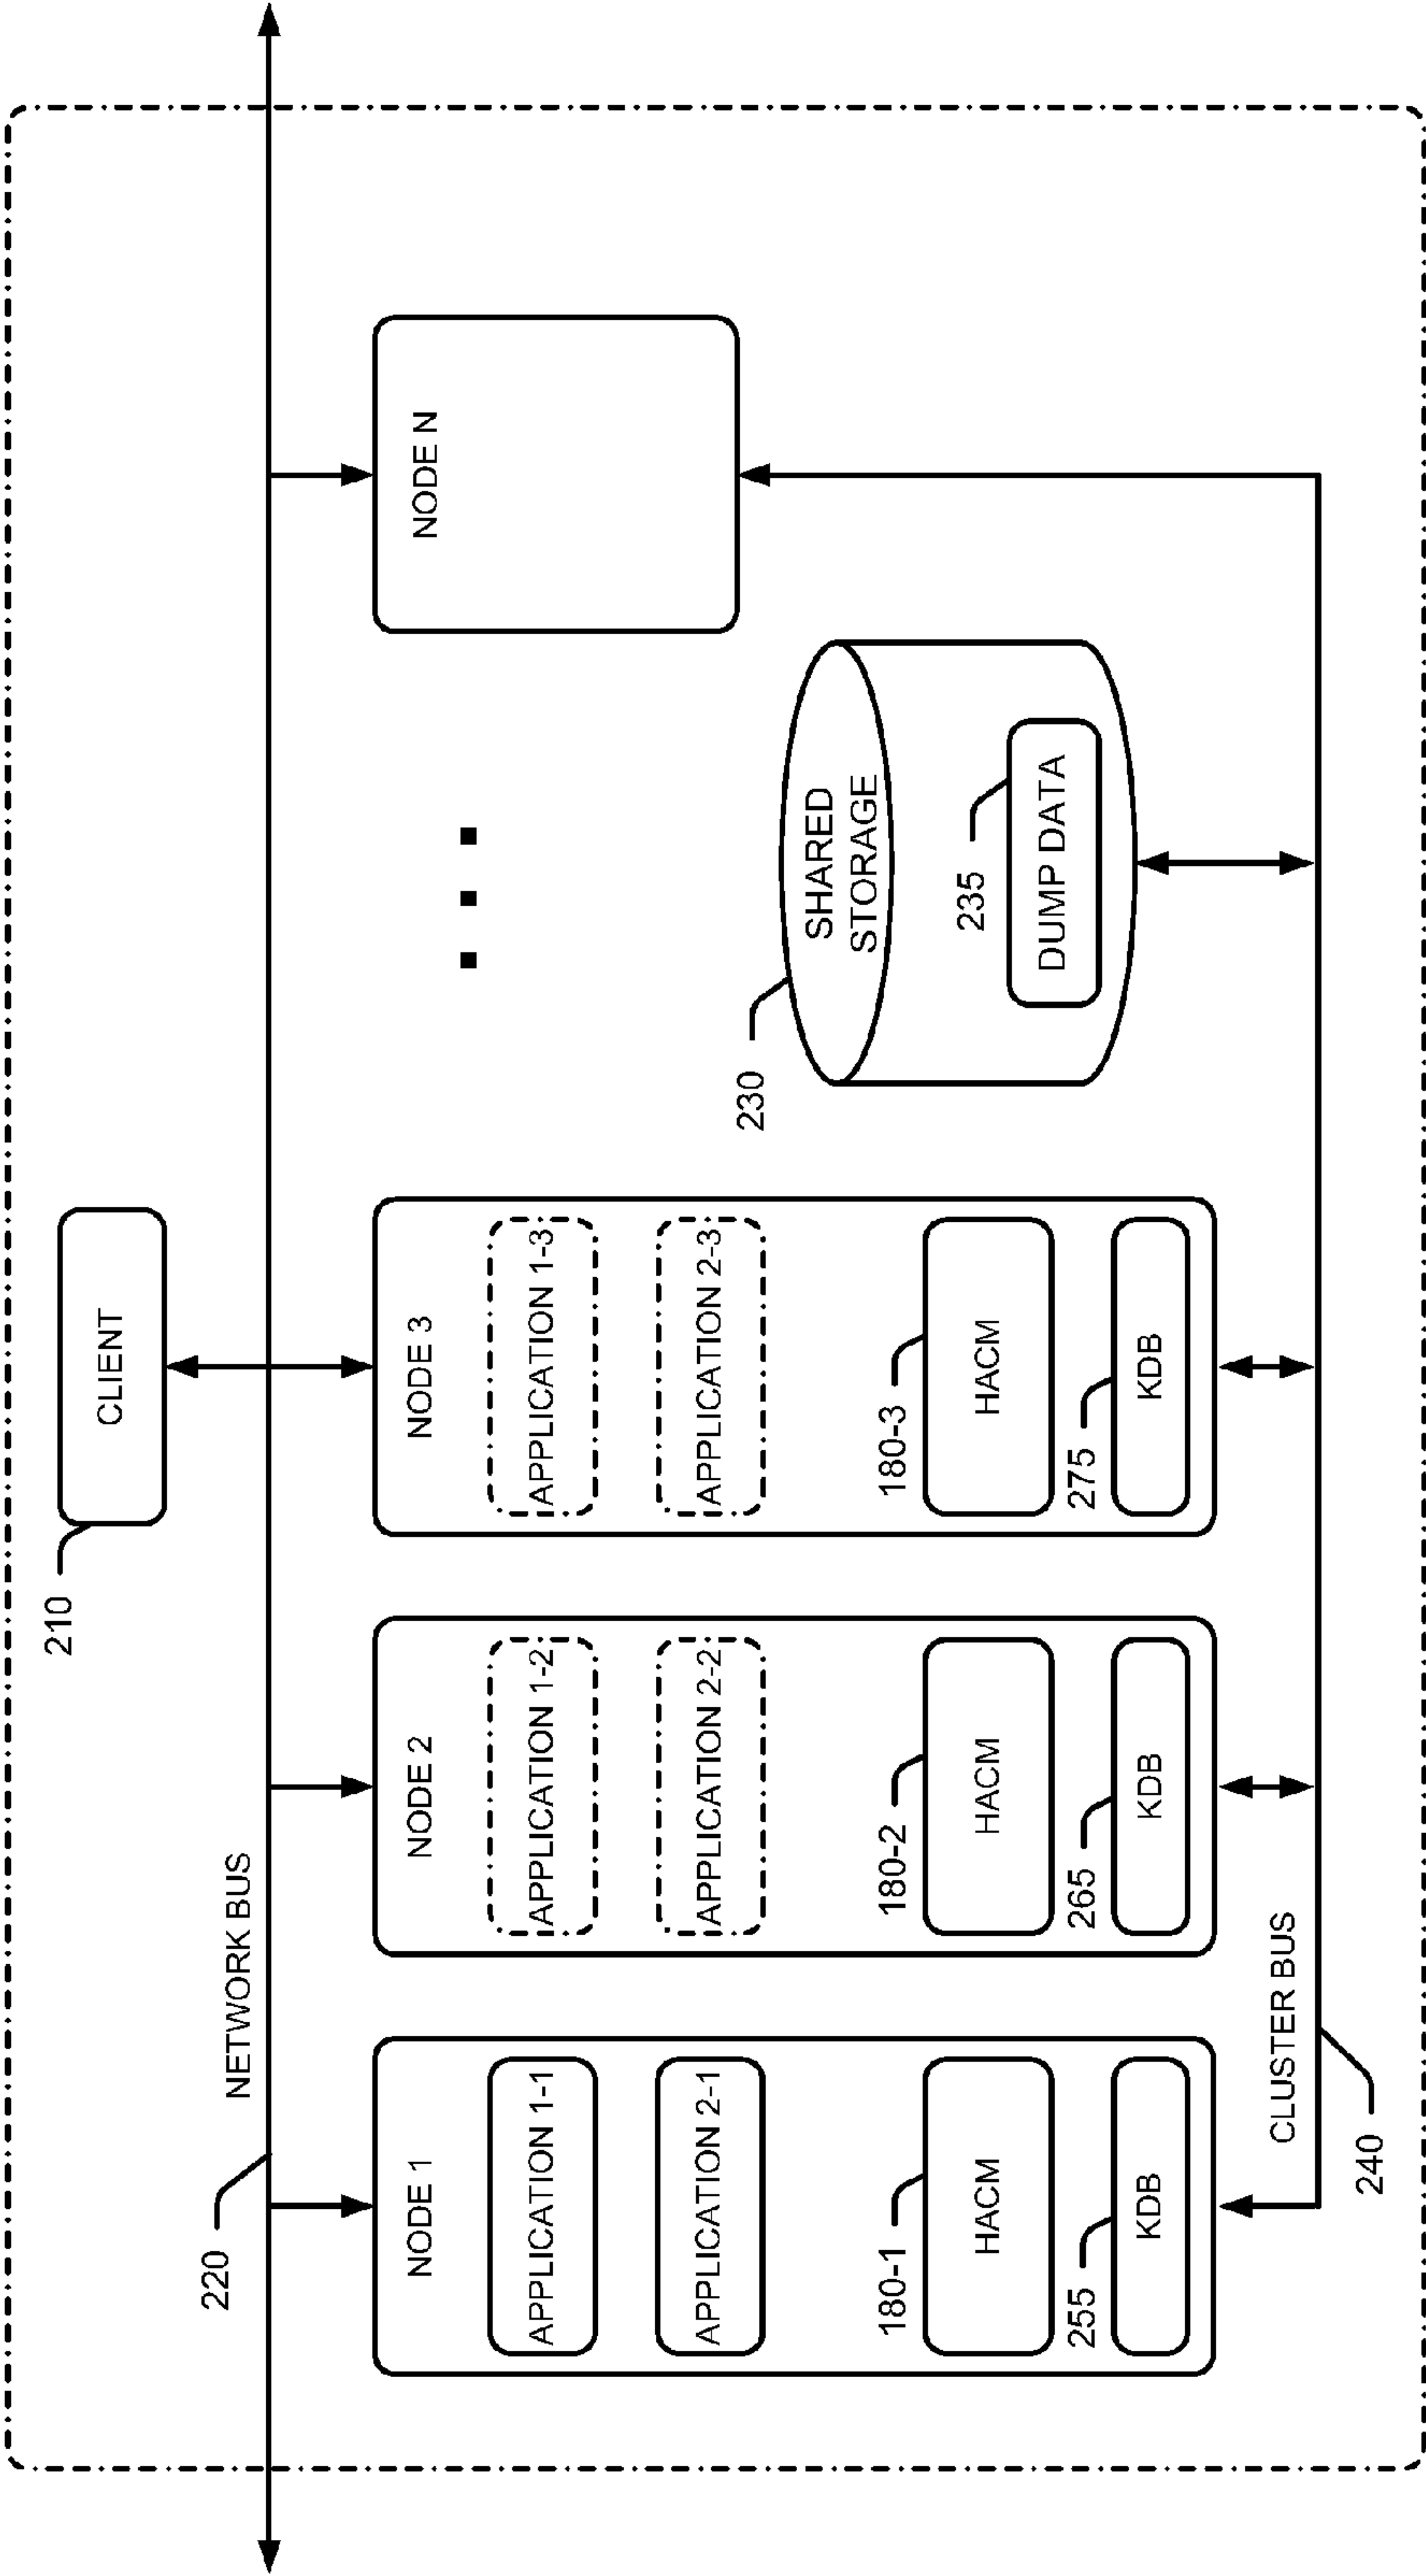 210
CLIENT
220
NETWORK BUS
NODE 1
APPLICATION 1-1
APPLICATION 2-1
180-1
HACM
255
KDB
NODE 2
APPLICATION 1-2
APPLICATION 2-2
180-2
HACM
265
KDB
NODE 3
APPLICATION 1-3
APPLICATION 2-3
180-3
HACM
275
KDB
230
SHARED
STORAGE
235
DUMP DATA
NODE N
CLUSTER BUS
240